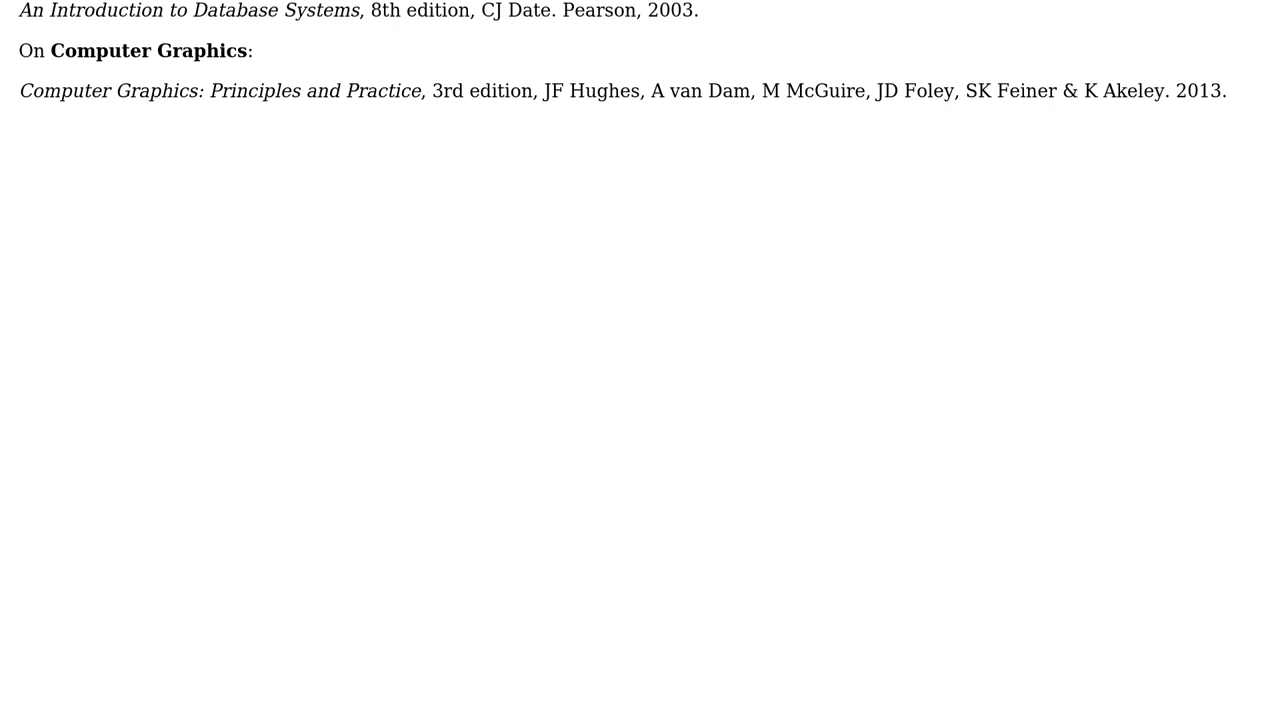 An Introduction to Database Systems, 8th edition, CJ Date. Pearson, 2003.
On Computer Graphics:
Computer Graphics: Principles and Practice, 3rd edition, JF Hughes, A van Dam, M McGuire, JD Foley, SK Feiner & K Akeley. 2013.